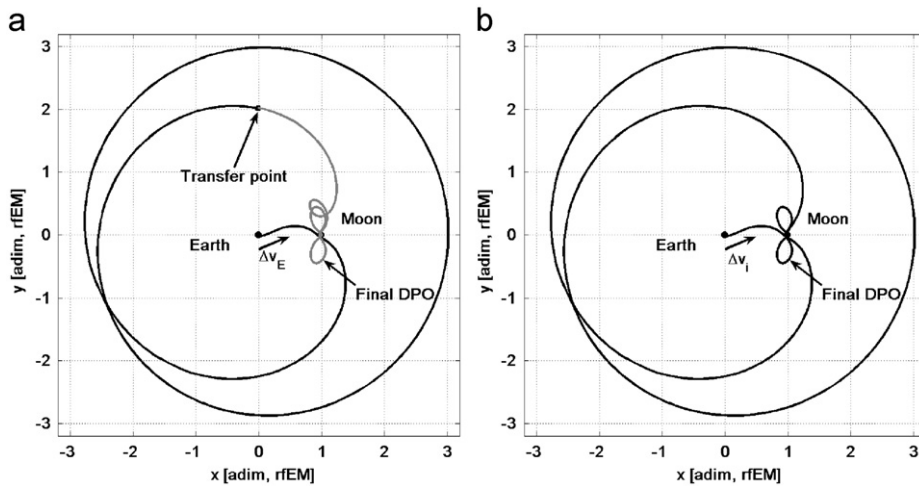 a
3
2
1
0
-1
-2
-3
y [adim, rfEM]
Transfer point
Moon
Earth
Δv_E
Final DPO
-3 -2 -1 0 1 2 3
x [adim, rfEM]
b
3
2
1
0
-1
-2
-3
y [adim, rfEM]
Moon
Earth
Δv_i
Final DPO
-3 -2 -1 0 1 2 3
x [adim, rfEM]